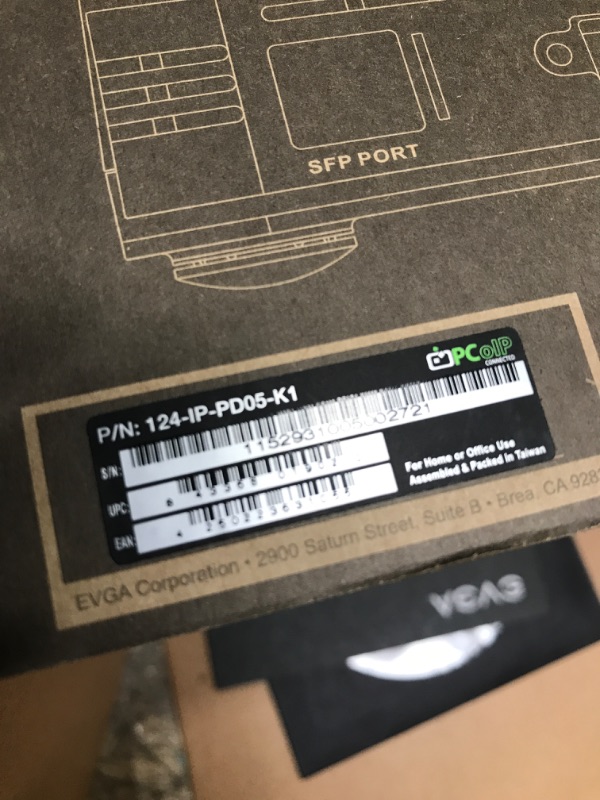 SFP PORT
PCoIP
CONNECTED
P/N: 124-IP-PD05-K1
S/N:
UPC:
EAN:
For Home or Office Use
Assembled & Packed in Taiwan
EVGA Corporation • 2900 Saturn Street, Suite B • Brea, CA
EVGA